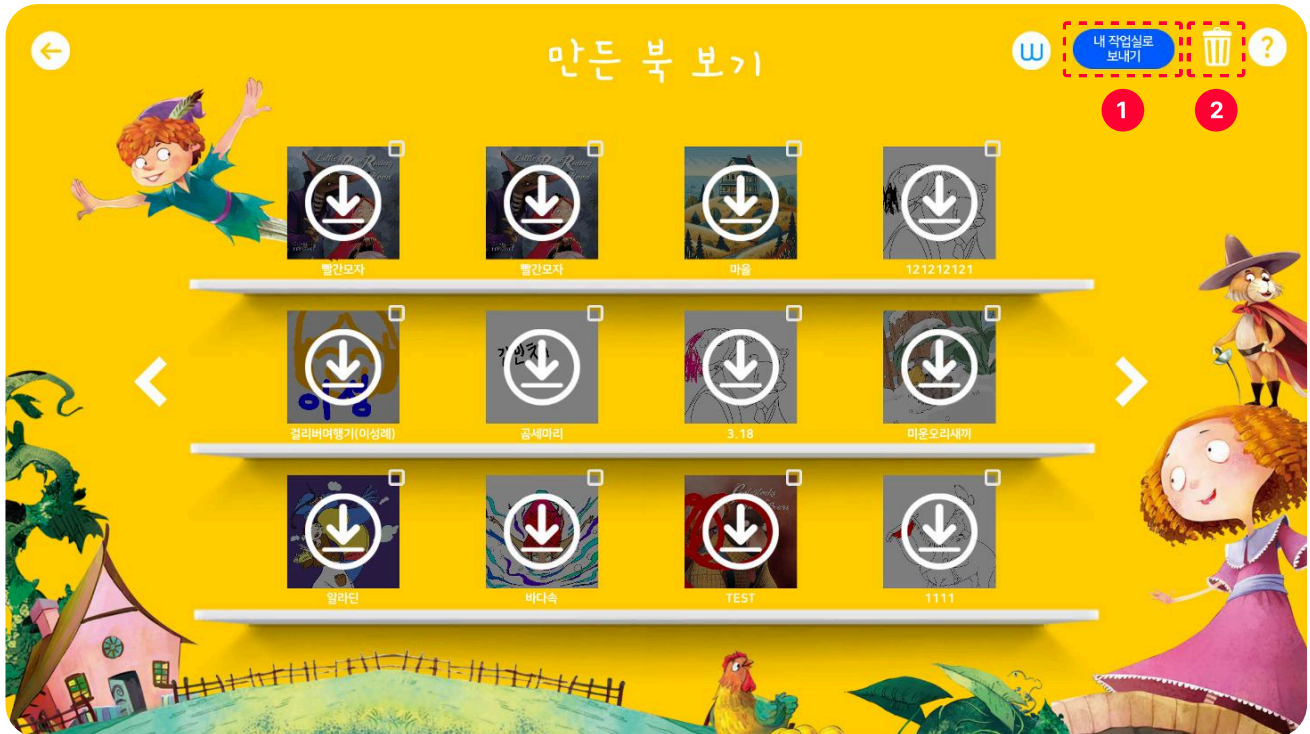 만든 북 보기
W
내 작업실로
보내기
?
1
2
빨간모자
빨간모자
마을
121212121
걸리버여행기(이성례)
곰세마리
3.18
미운오리새끼
알라딘
바다속
TEST
1111